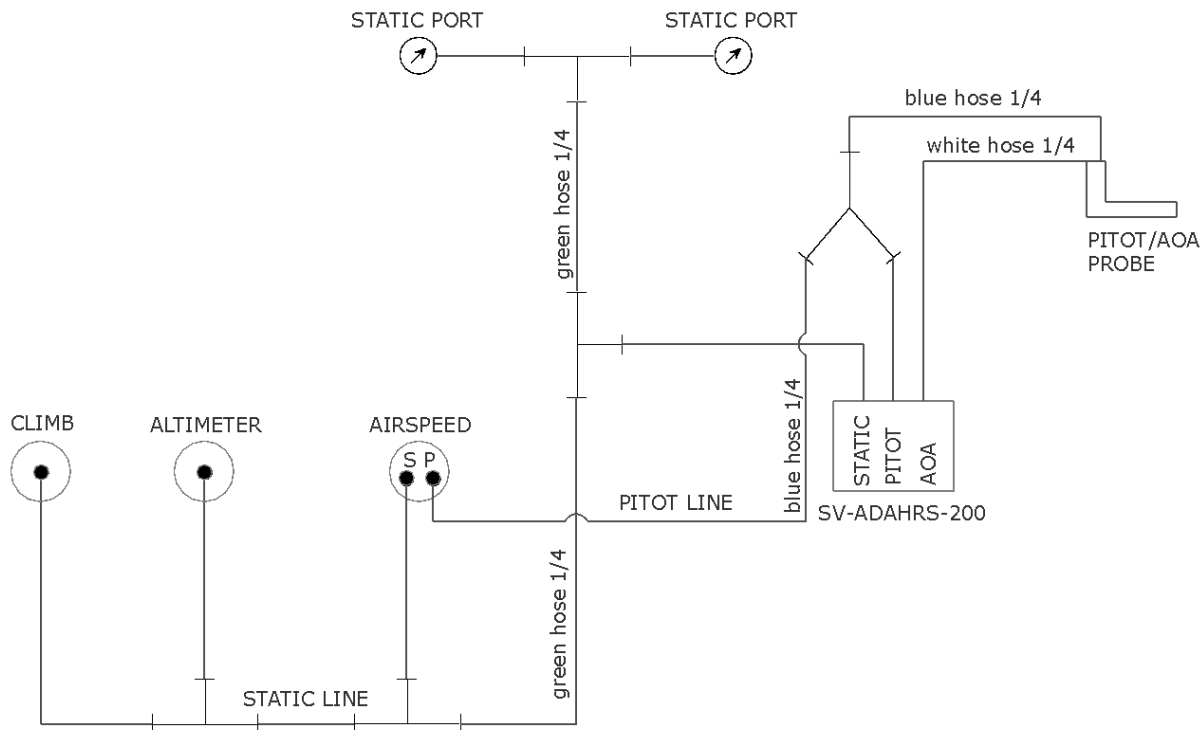 STATIC PORT
STATIC PORT
blue hose 1/4
white hose 1/4
green hose 1/4
PITOT/AOA
PROBE
CLIMB
ALTIMETER
AIRSPEED
S P
blue hose 1/4
STATIC
PITOT
AOA
PITOT LINE
SV-ADAHRS-200
green hose 1/4
STATIC LINE